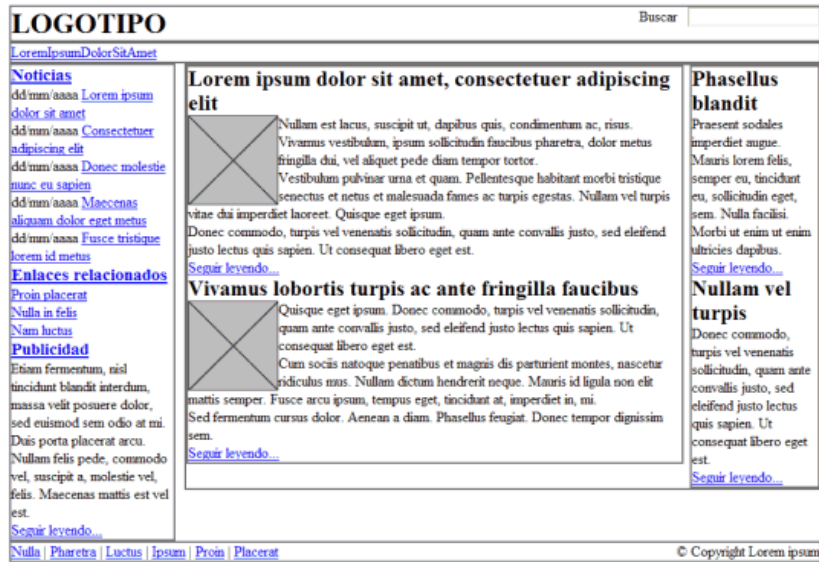 LOGOTIPO
Buscar
LoremIpsumDolorSitAmet
Noticias
dd/mm/aaaa Lorem ipsum
dolor sit amet
dd/mm/aaaa Consectetuer
adipiscing elit
dd/mm/aaaa Donec molestie
nunc eu sapien
dd/mm/aaaa Maecenas
aliquam dolor eget metus
dd/mm/aaaa Fusce tristique
lorem id metus
Enlaces relacionados
Proin placerat
Nulla in felis
Nam luctus
Publicidad
Etiam fermentum, nisl
tincidunt blandit interdum,
massa velit posuere dolor,
sed euismod sem odio at mi.
Duis porta placerat arcu.
Nullam felis pede, commodo
vel, suscipit a, molestie vel,
felis. Maecenas mattis est vel
est.
Seguir leyendo...
Lorem ipsum dolor sit amet, consectetuer adipiscing
elit
Nullam est lacus, suscipit ut, dapibus quis, condimentum ac, risus.
Vivamus vestibulum, ipsum sollicitudin faucibus pharetra, dolor metus
fringilla dui, vel aliquet pede diam tempor tortor.
Vestibulum pulvinar urna et quam. Pellentesque habitant morbi tristique
senectus et netus et malesuada fames ac turpis egestas. Nullam vel turpis
vitae dui imperdiet laoreet. Quisque eget ipsum.
Donec commodo, turpis vel venenatis sollicitudin, quam ante convallis justo, sed eleifend
justo lectus quis sapien. Ut consequat libero eget est.
Seguir leyendo...
Vivamus lobortis turpis ac ante fringilla faucibus
Quisque eget ipsum. Donec commodo, turpis vel venenatis sollicitudin,
quam ante convallis justo, sed eleifend justo lectus quis sapien. Ut
consequat libero eget est.
Cum sociis natoque penatibus et magnis dis parturient montes, nascetur
ridiculus mus. Nullam dictum hendrerit neque. Mauris id ligula non elit
mattis semper. Fusce arcu ipsum, tempus eget, tincidunt at, imperdiet in, mi.
Sed fermentum cursus dolor. Aenean a diam. Phasellus feugiat. Donec tempor dignissim
sem.
Seguir leyendo...
Phasellus
blandit
Praesent sodales
imperdiet augue.
Mauris lorem felis,
semper eu, tincidunt
eu, sollicitudin eget,
sem. Nulla facilisi.
Morbi ut enim ut enim
ultricies dapibus.
Seguir leyendo...
Nullam vel
turpis
Donec commodo,
turpis vel venenatis
sollicitudin, quam ante
convallis justo, sed
eleifend justo lectus
quis sapien. Ut
consequat libero eget
est.
Seguir leyendo...
Nulla | Pharetra | Luctus | Ipsum | Proin | Placerat
© Copyright Lorem ipsum